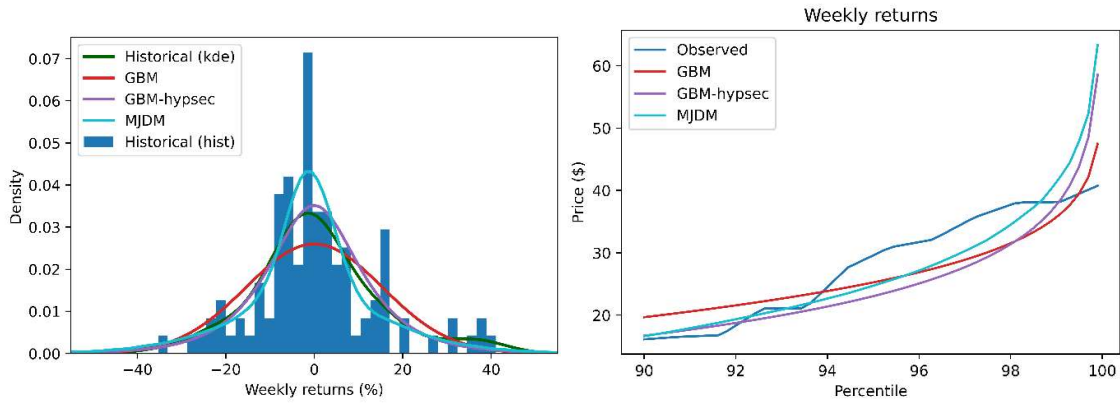 0.07
0.06
0.05
0.04
0.03
0.02
0.01
0.00
Density
Historical (kde)
GBM
GBM-hypsec
MJDM
Historical (hist)
−40
−20
0
20
40
Weekly returns (%)
Weekly returns
60
50
40
30
20
Price ($)
Observed
GBM
GBM-hypsec
MJDM
90
92
94
96
98
100
Percentile